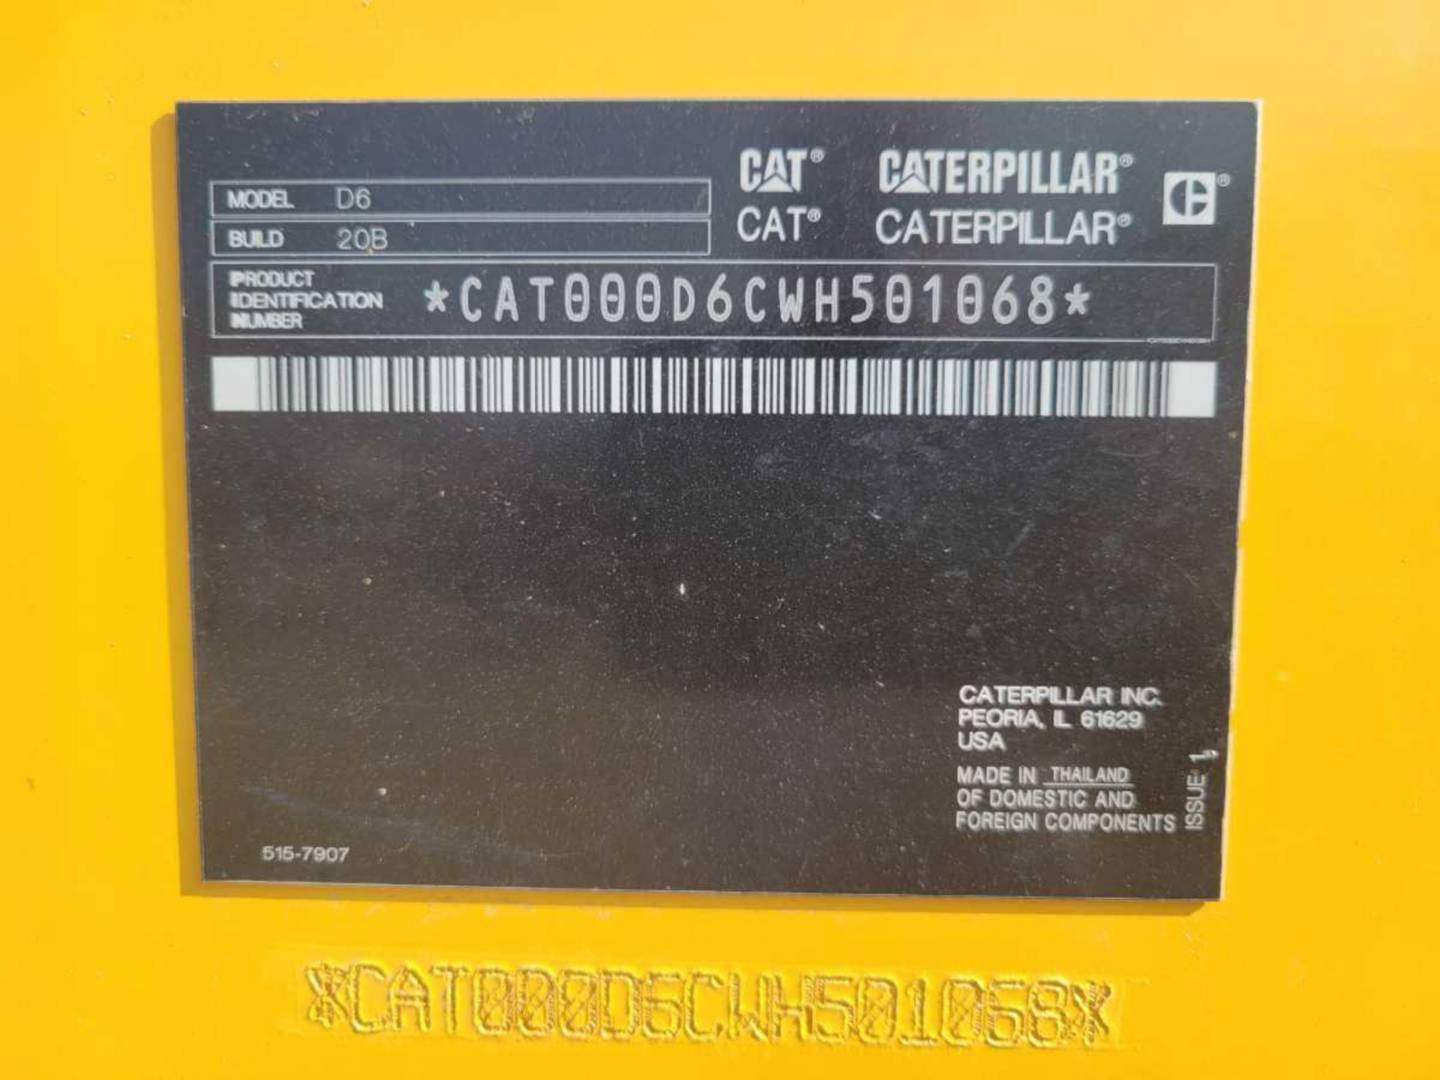 CAT® CATERPILLAR®
CAT® CATERPILLAR®
MODEL D6
BUILD 20B
PRODUCT
IDENTIFICATION
NUMBER
*CAT000D6CWH501068*
CATERPILLAR INC.
PEORIA, IL 61629
USA
MADE IN THAILAND
OF DOMESTIC AND
FOREIGN COMPONENTS
ISSUE 1,
515-7907
*CAT000D6CWH501068*